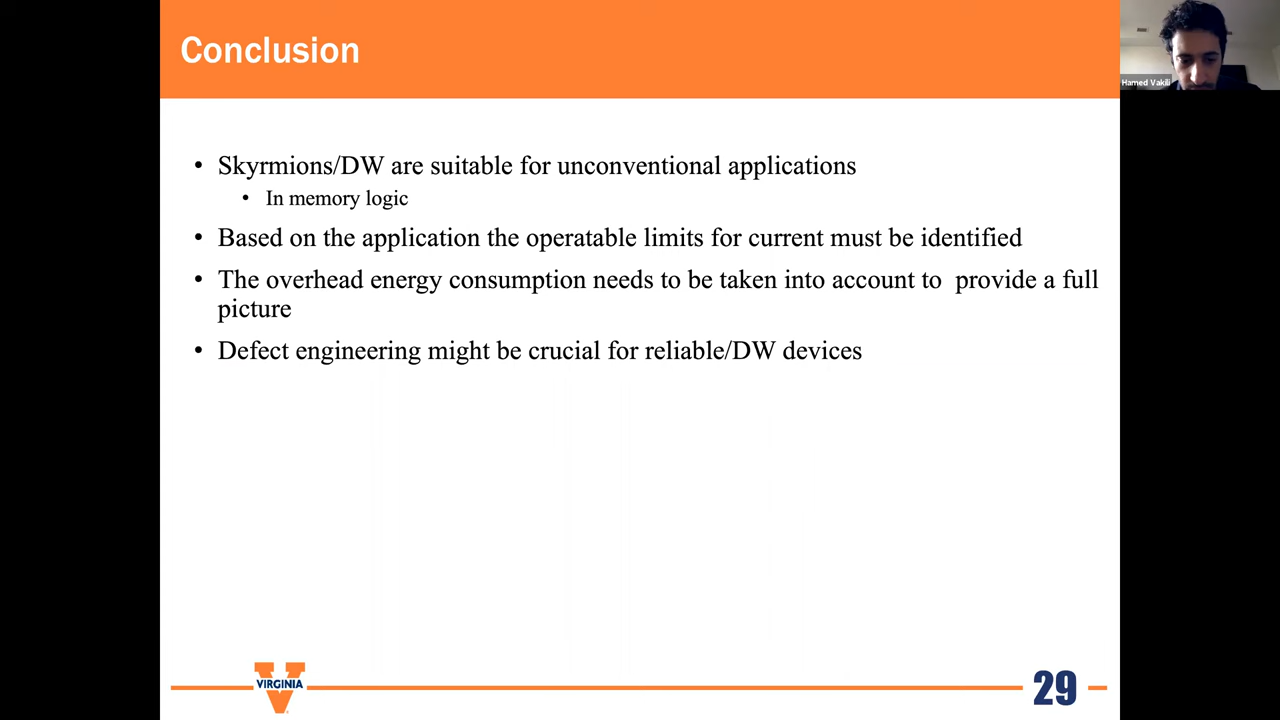 Conclusion
Hamed Vakili
• Skyrmions/DW are suitable for unconventional applications
• In memory logic
• Based on the application the operatable limits for current must be identified
• The overhead energy consumption needs to be taken into account to provide a full
picture
• Defect engineering might be crucial for reliable/DW devices
VIRGINIA
29